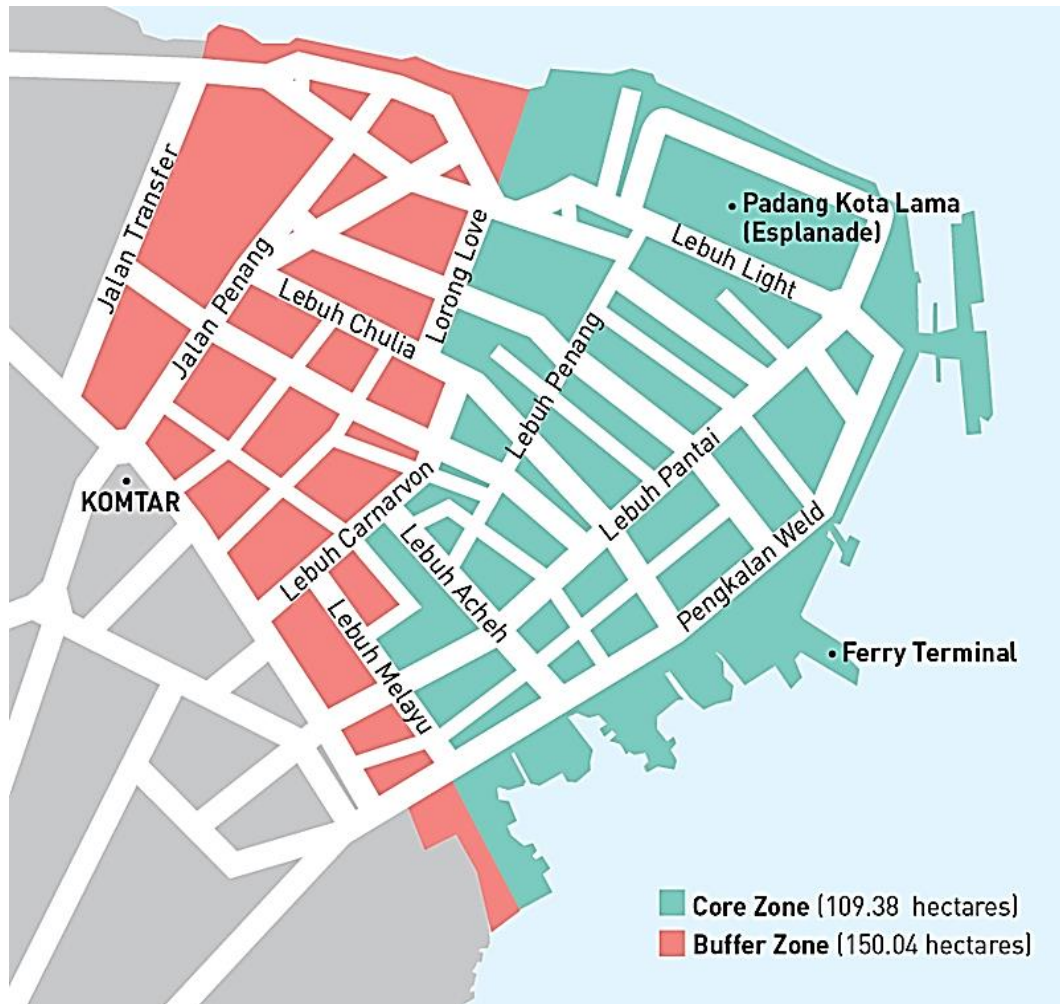 Padang Kota Lama
(Esplanade)
Lebuh Light
Jalan Transfer
Jalan Penang
Lorong Love
Lebuh Chulia
Lebuh Penang
Lebuh Pantai
KOMTAR
Lebuh Carnarvon
Lebuh Acheh
Pengkalan Weld
Lebuh Melayu
Ferry Terminal
Core Zone (109.38 hectares)
Buffer Zone (150.04 hectares)